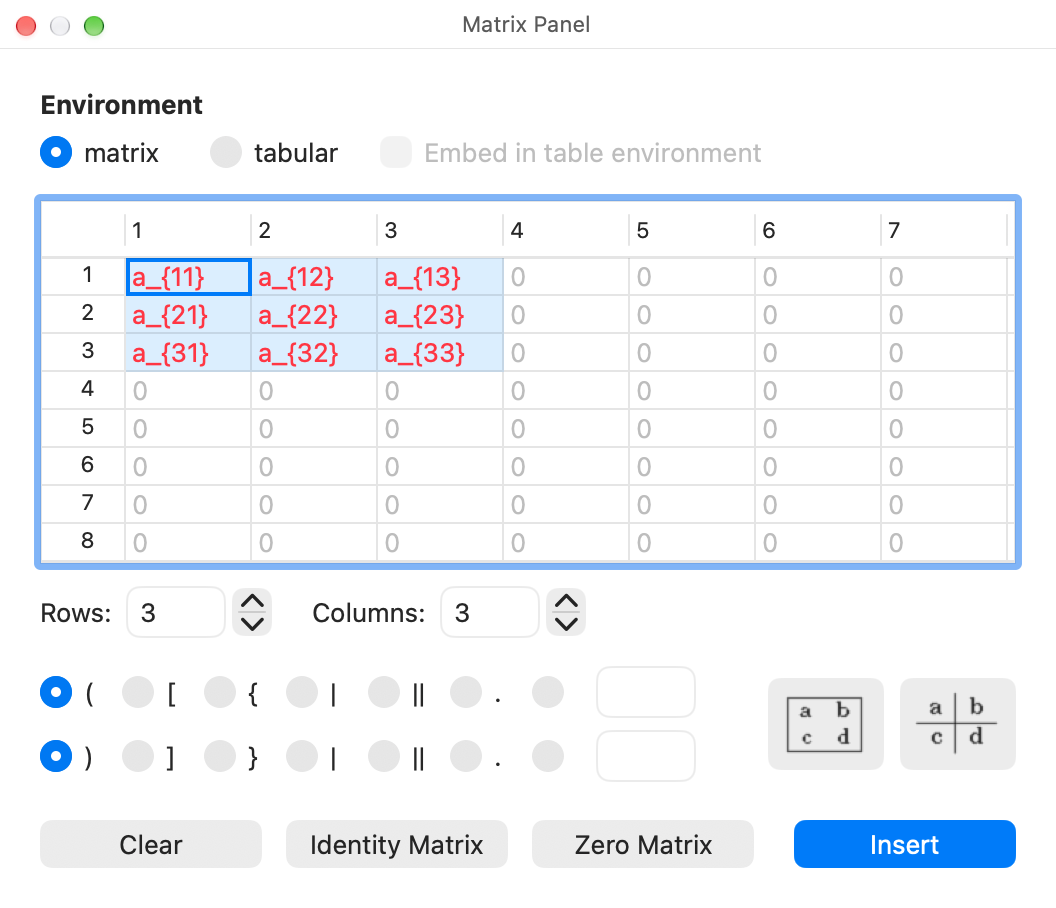 Matrix Panel
Environment
matrix tabular Embed in table environment
1 2 3 4 5 6 7
1 a_{11} a_{12} a_{13} 0 0 0 0
2 a_{21} a_{22} a_{23} 0 0 0 0
3 a_{31} a_{32} a_{33} 0 0 0 0
4 0 0 0 0 0 0 0
5 0 0 0 0 0 0 0
6 0 0 0 0 0 0 0
7 0 0 0 0 0 0 0
8 0 0 0 0 0 0 0
Rows: 3 Columns: 3
( [ { | || .
) ] } | || .
a b a b
c d c d
Clear Identity Matrix Zero Matrix Insert